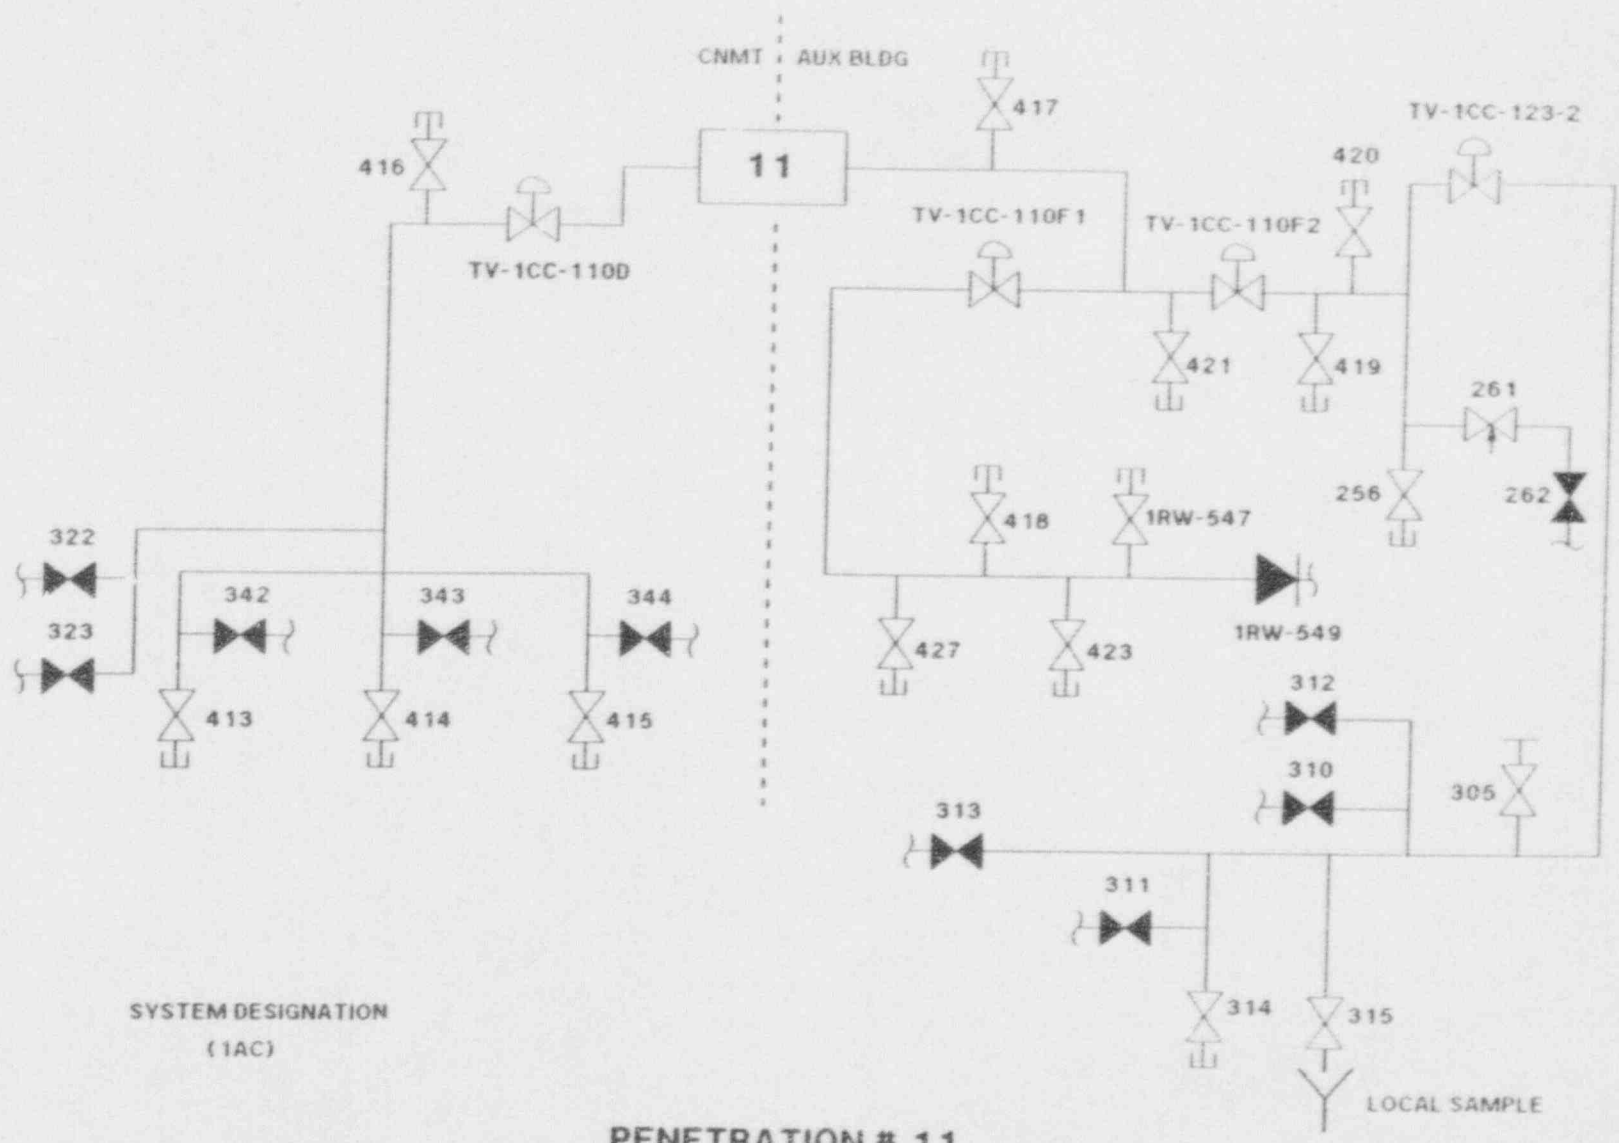 CNMT
AUX BLDG
417
TV-1CC-123-2
416
11
420
TV-1CC-110F1
TV-1CC-110F2
TV-1CC-110D
421
419
261
256
262
418
1RW-547
322
342
343
344
323
427
423
1RW-549
312
413
414
415
310
305
313
311
SYSTEM DESIGNATION
(1AC)
314
315
LOCAL SAMPLE
PENETRATION # 11